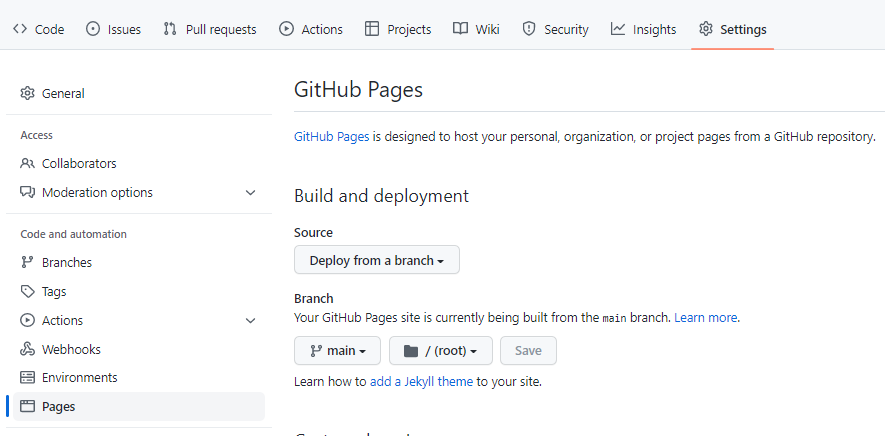 Code Issues Pull requests Actions Projects Wiki Security Insights Settings
General
Access
Collaborators
Moderation options
Code and automation
Branches
Tags
Actions
Webhooks
Environments
Pages
GitHub Pages
GitHub Pages is designed to host your personal, organization, or project pages from a GitHub repository.
Build and deployment
Source
Deploy from a branch
Branch
Your GitHub Pages site is currently being built from the main branch. Learn more.
main / (root) Save
Learn how to add a Jekyll theme to your site.